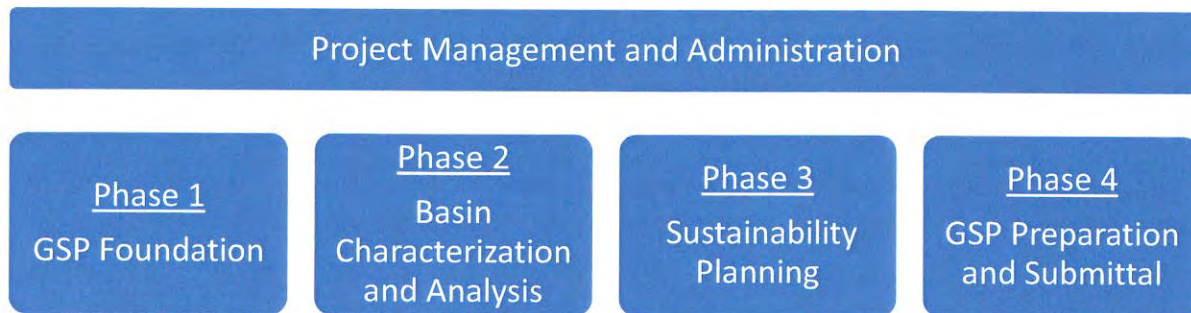 Project Management and Administration
Phase 1
GSP Foundation
Phase 2
Basin
Characterization
and Analysis
Phase 3
Sustainability
Planning
Phase 4
GSP Preparation
and Submittal